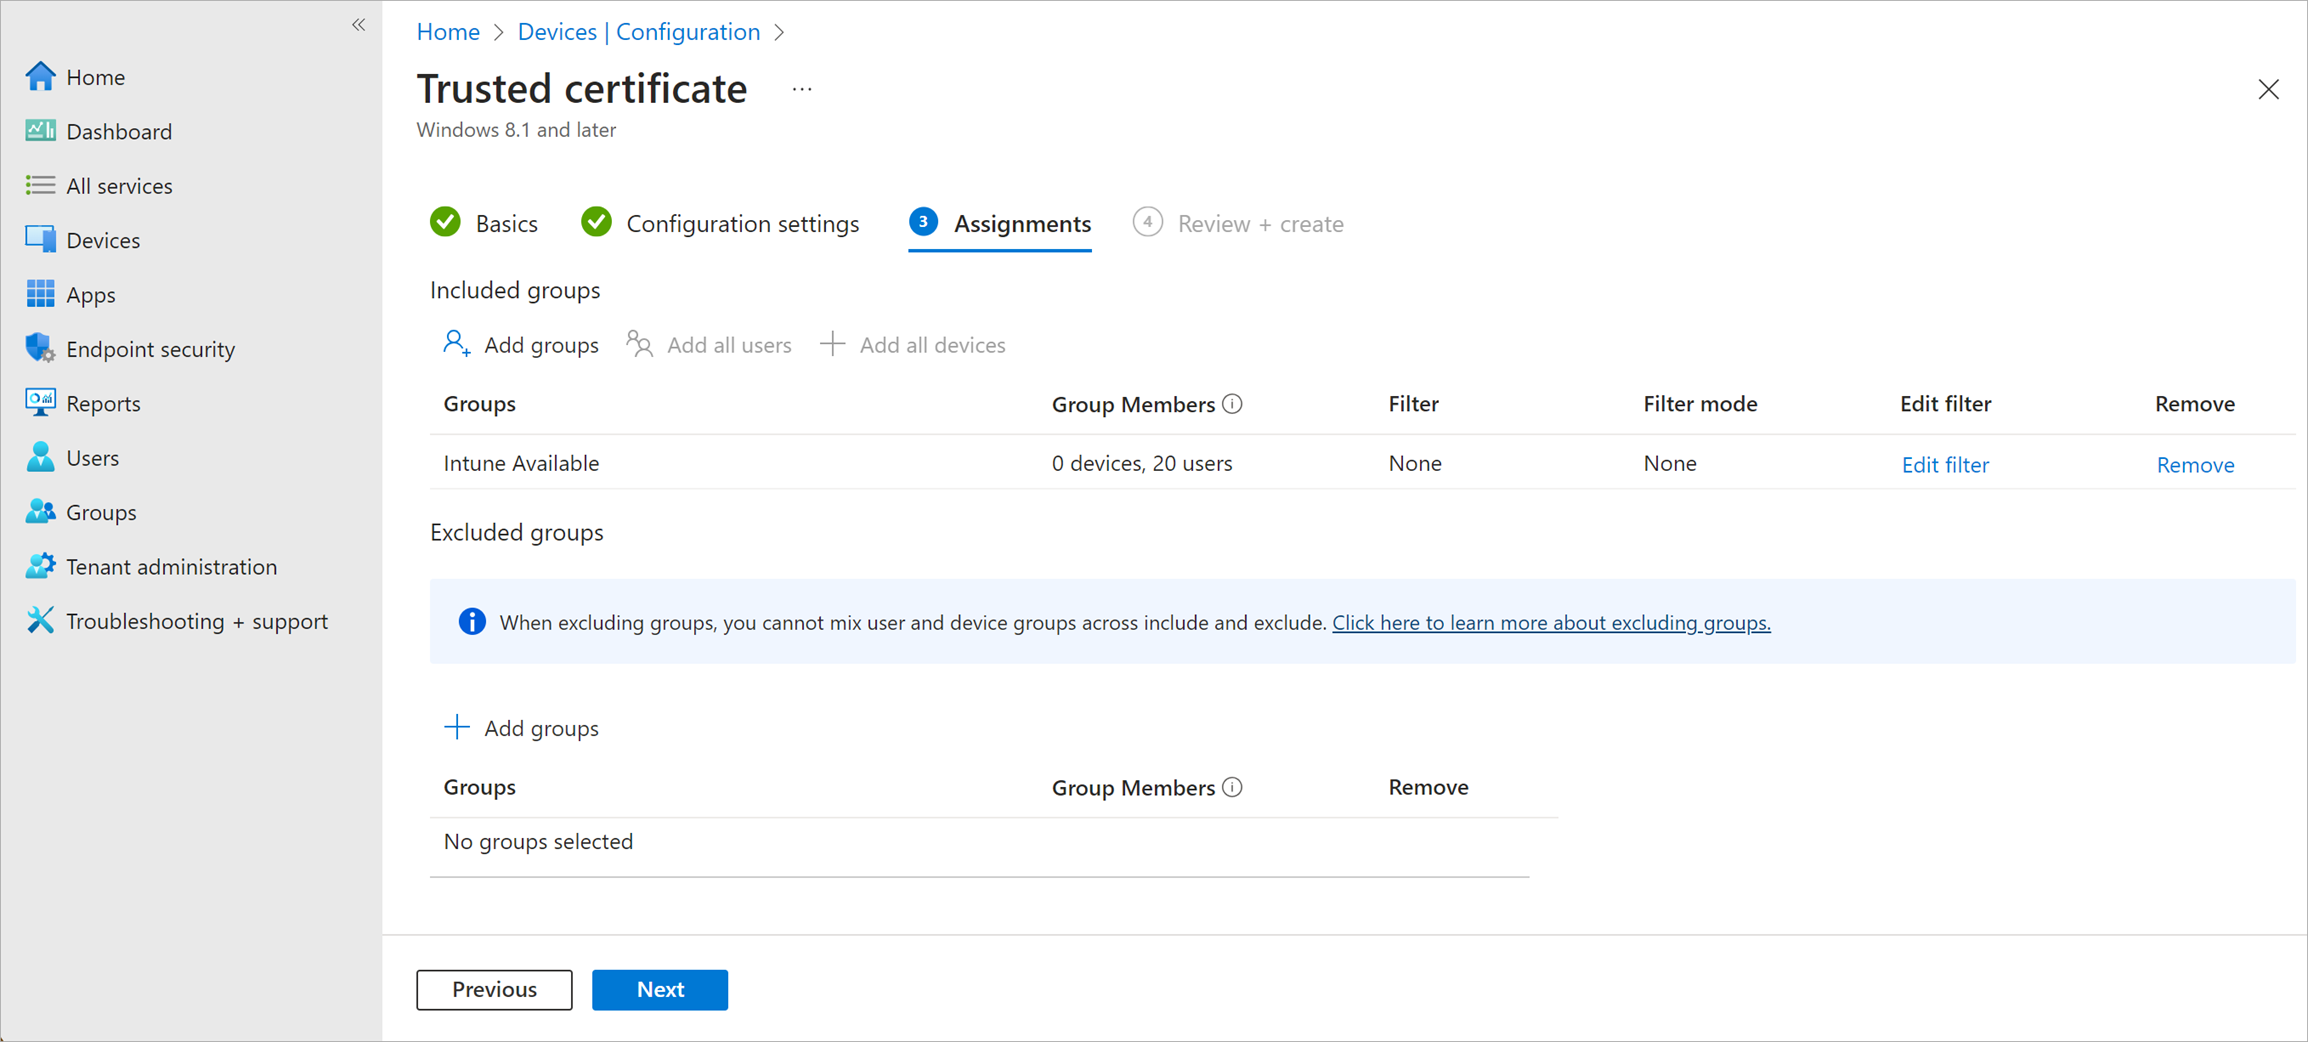 Home
Dashboard
All services
Devices
Apps
Endpoint security
Reports
Users
Groups
Tenant administration
Troubleshooting + support
Home > Devices | Configuration >
Trusted certificate ...
Windows 8.1 and later
Basics Configuration settings 3 Assignments 4 Review + create
Included groups
Add groups Add all users Add all devices
Groups Group Members Filter Filter mode Edit filter Remove
Intune Available 0 devices, 20 users None None Edit filter Remove
Excluded groups
When excluding groups, you cannot mix user and device groups across include and exclude. Click here to learn more about excluding groups.
Add groups
Groups Group Members Remove
No groups selected
Previous Next